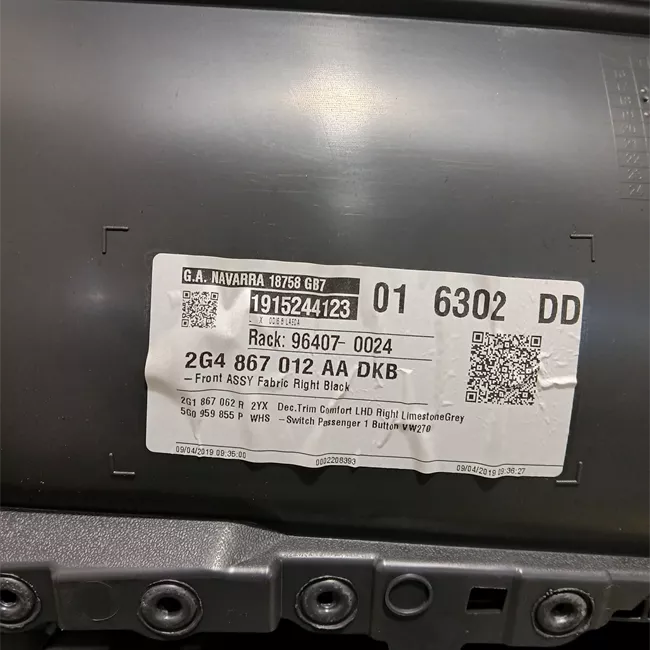 G.A. NAVARRA 18758 GB7
1915244123
01 6302 DD
Rack: 96407- 0024
2G4 867 012 AA DKB
-Front ASSY Fabric Right Black
2G1 867 062 R 2YX Dec.Trim Comfort LHD Right LimestoneGrey
5G0 959 855 P WHS -Switch Passenger 1 Button VW270
09/04/2019 09:35:00
0002208393
09/04/2019 09:36:27